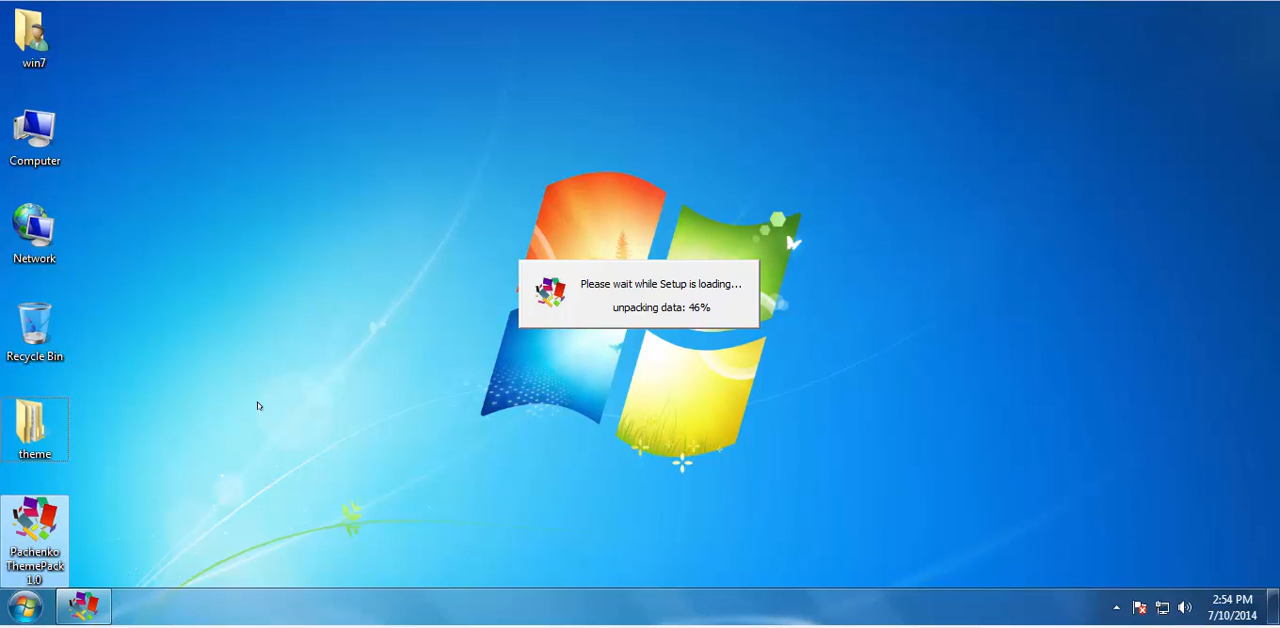 win7
Computer
Network
Recycle Bin
theme
Pachenko
ThemePack
1.0
Please wait while Setup is loading...
unpacking data: 46%
2:54 PM
7/10/2014